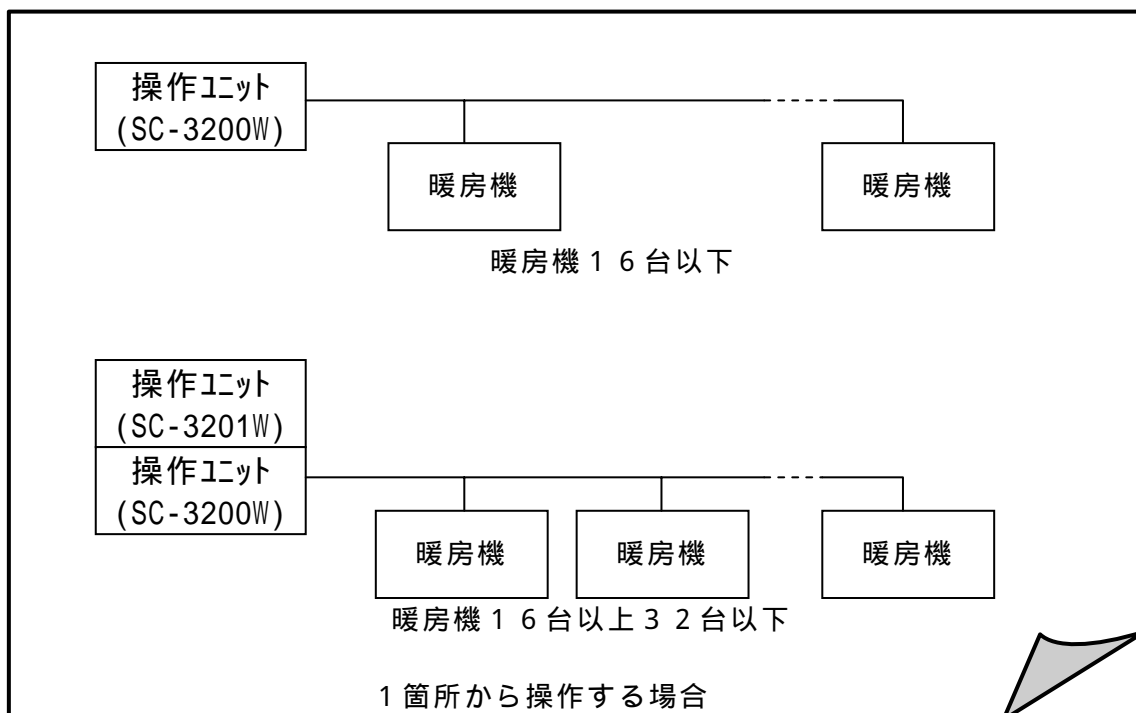 操作ﾕﾆｯﾄ
(SC-3200W)
暖房機
暖房機
暖房機１６台以下
操作ﾕﾆｯﾄ
(SC-3201W)
操作ﾕﾆｯﾄ
(SC-3200W)
暖房機
暖房機
暖房機
暖房機１６台以上３２台以下
１箇所から操作する場合